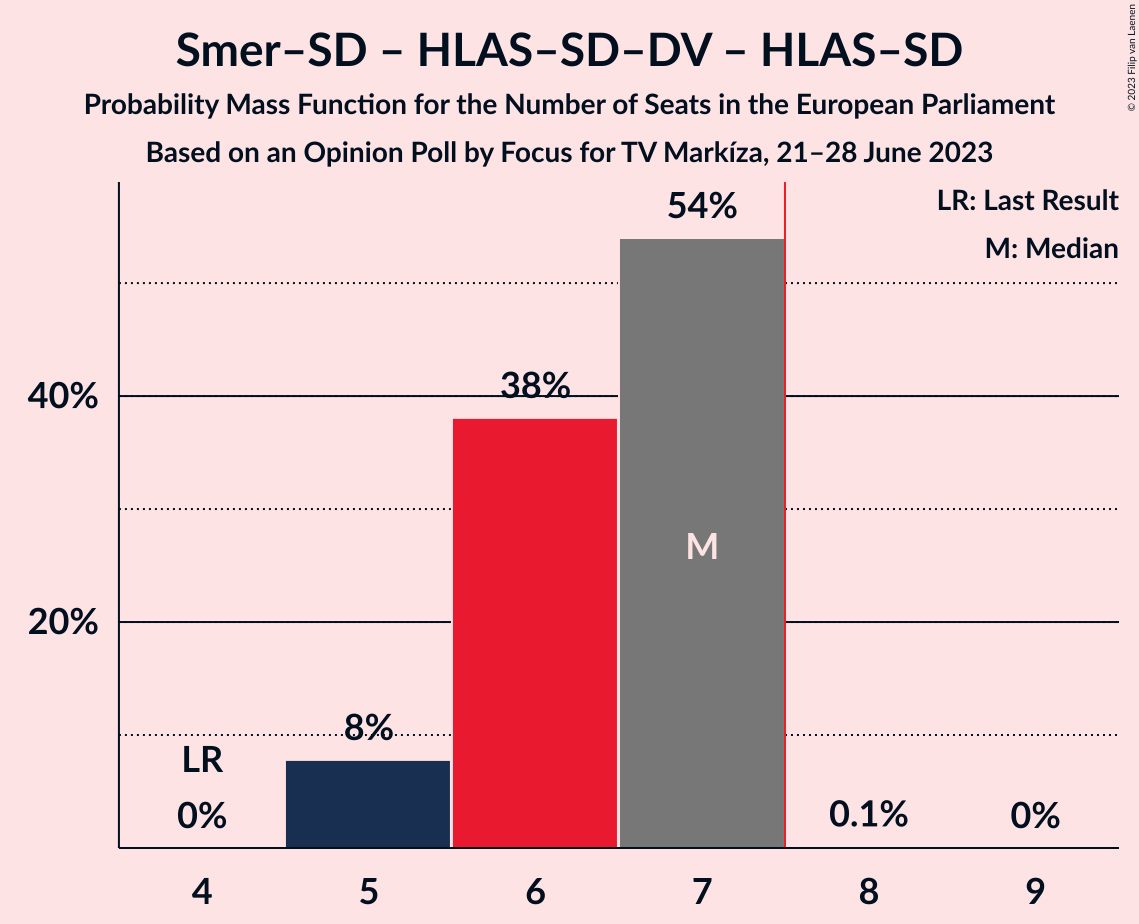 Smer–SD – HLAS–SD–DV – HLAS–SD
Probability Mass Function for the Number of Seats in the European Parliament
Based on an Opinion Poll by Focus for TV Markíza, 21–28 June 2023
© 2023 Filip van Laenen
LR: Last Result
M: Median
54%
38%
40%
M
20%
8%
LR
0%
0.1%
0%
4 5 6 7 8 9